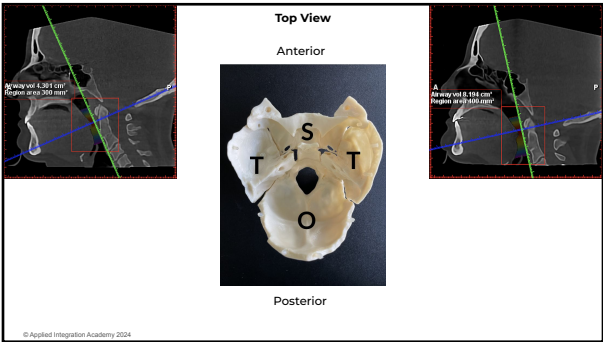 Top View
Anterior
A
P
Airway vol 4.301 cm³
Region area 300 mm²
A
P
Airway vol 8.194 cm³
Region area 400 mm²
S
T
T
O
Posterior
© Applied Integration Academy 2024